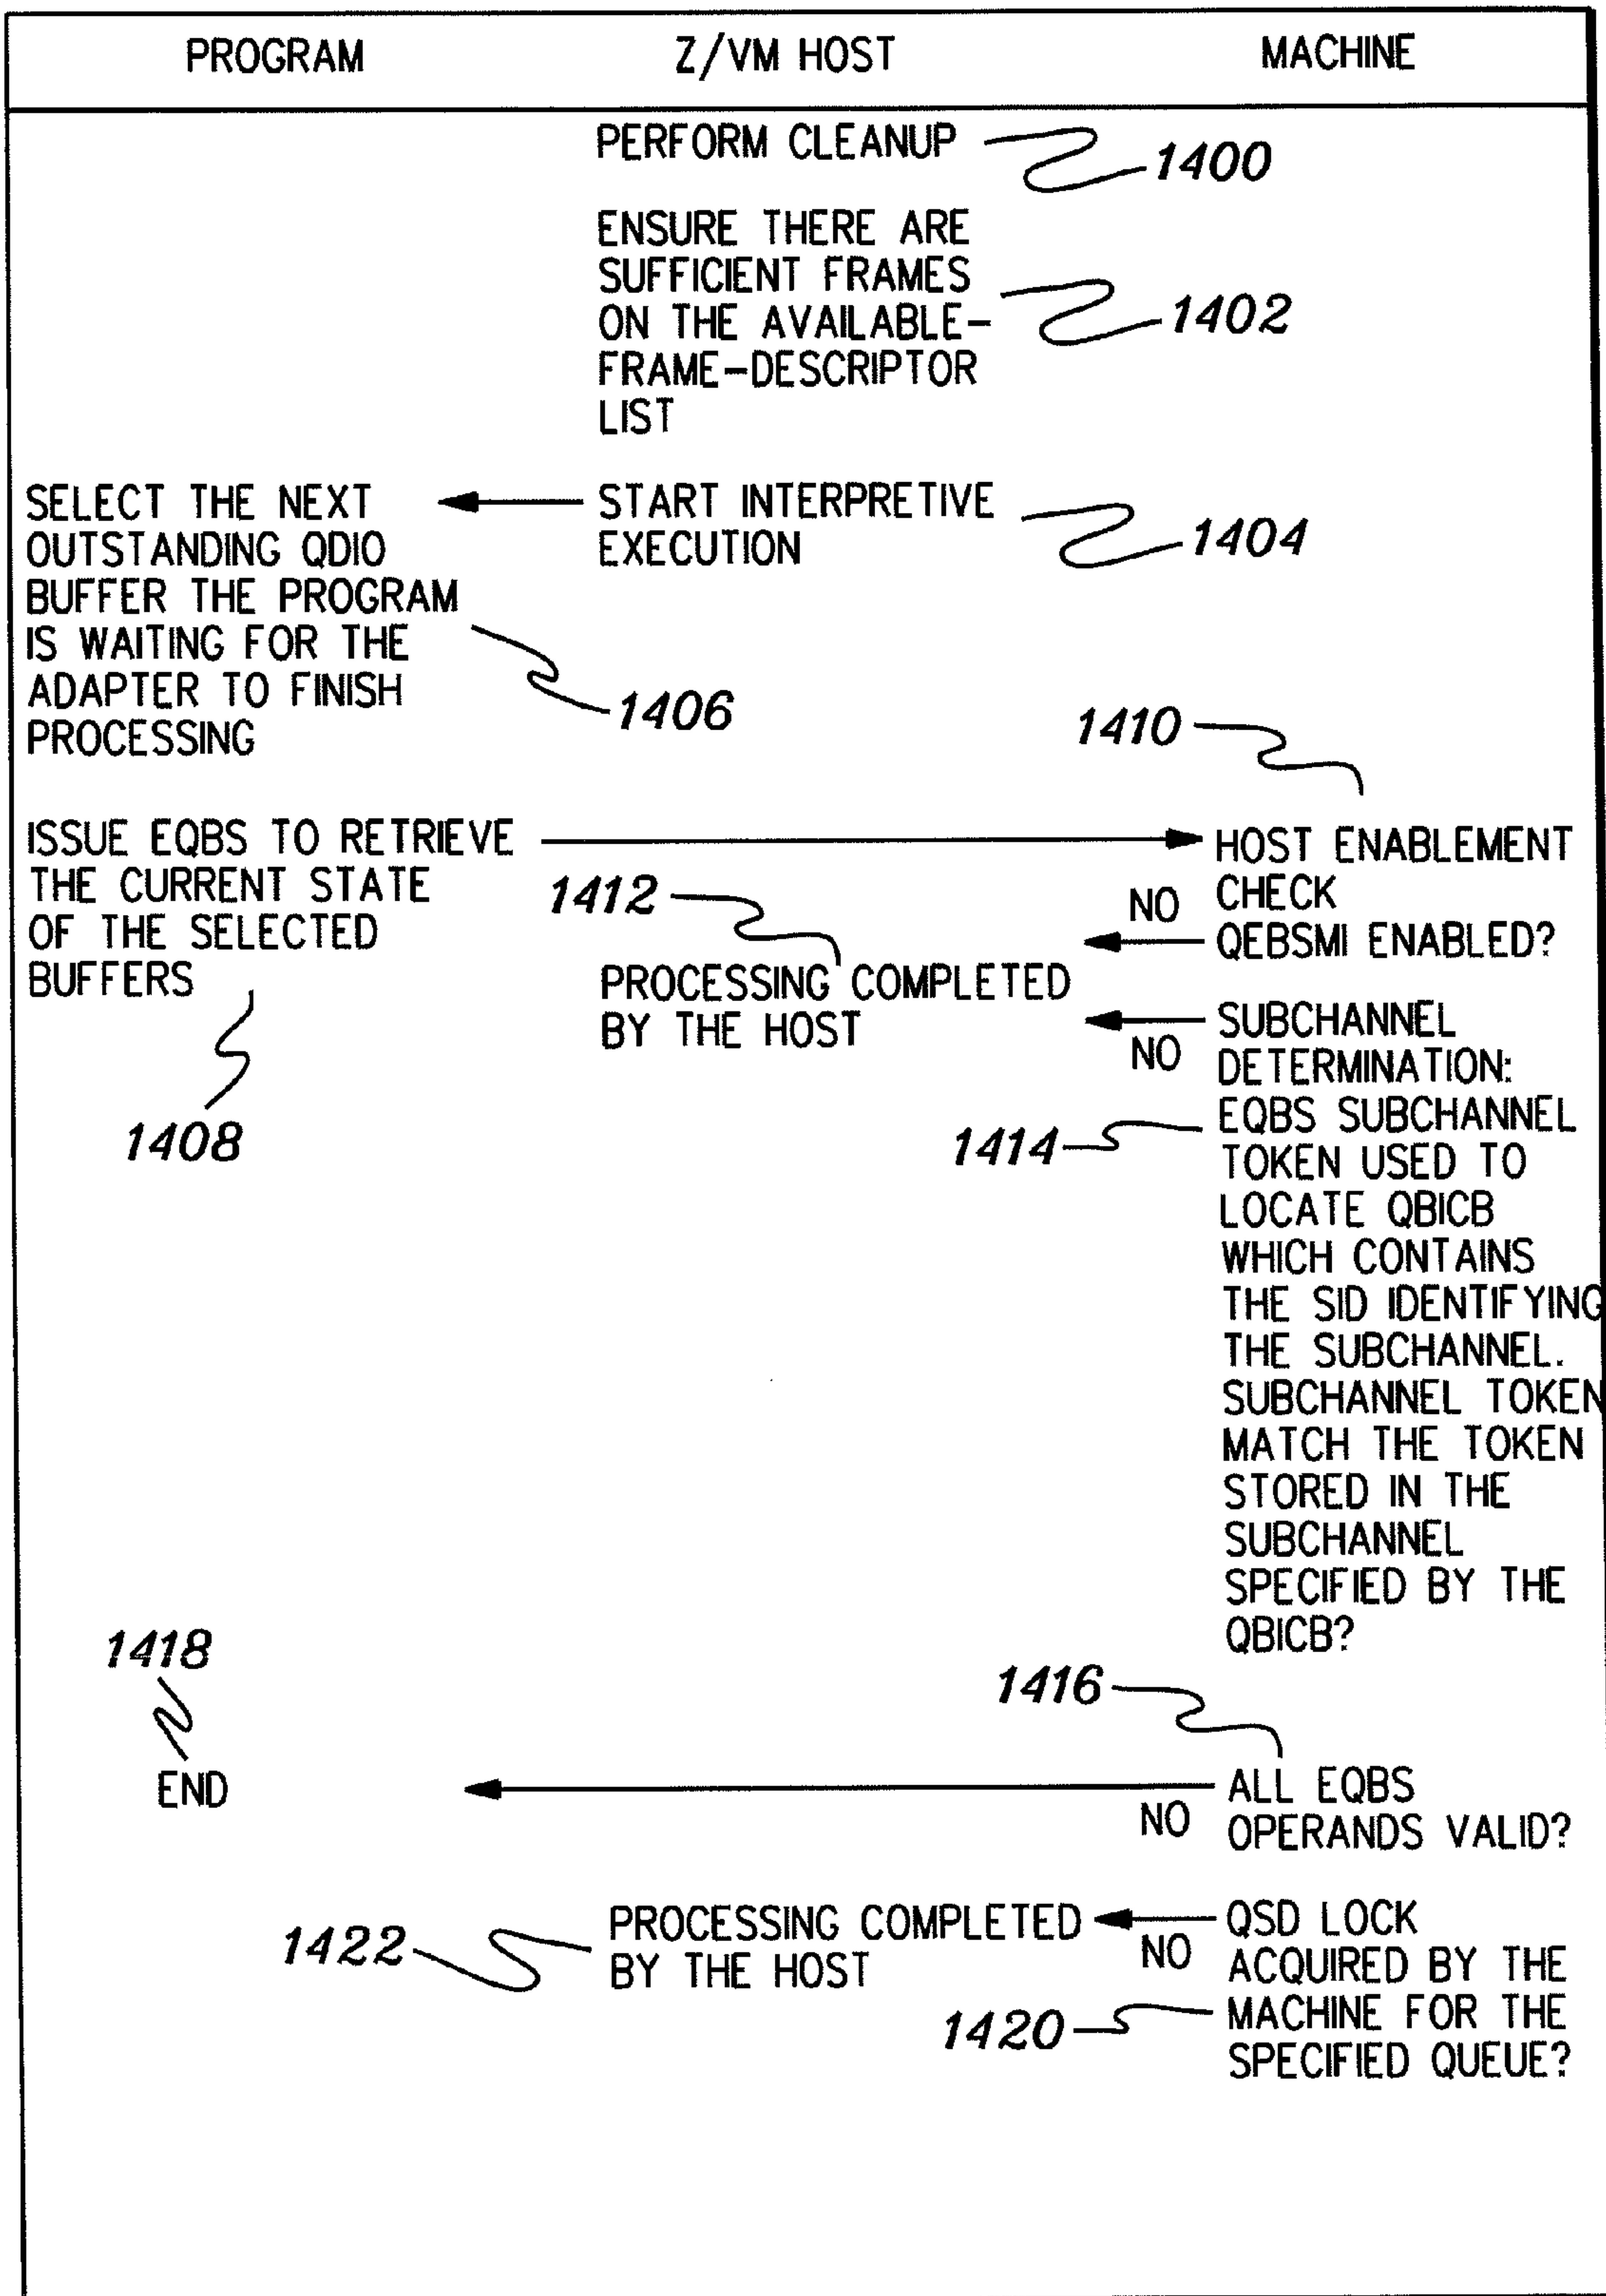 PROGRAM
Z/VM HOST
MACHINE
PERFORM CLEANUP
1400
ENSURE THERE ARE
SUFFICIENT FRAMES
ON THE AVAILABLE-
FRAME-DESCRIPTOR
LIST
1402
START INTERPRETIVE
EXECUTION
1404
SELECT THE NEXT
OUTSTANDING QDIO
BUFFER THE PROGRAM
IS WAITING FOR THE
ADAPTER TO FINISH
PROCESSING
1406
ISSUE EQBS TO RETRIEVE
THE CURRENT STATE
OF THE SELECTED
BUFFERS
1408
1410
HOST ENABLEMENT
CHECK
QEBSMI ENABLED?
NO
1412
PROCESSING COMPLETED
BY THE HOST
NO
SUBCHANNEL
DETERMINATION:
EQBS SUBCHANNEL
TOKEN USED TO
LOCATE QBICB
WHICH CONTAINS
THE SID IDENTIFYING
THE SUBCHANNEL.
SUBCHANNEL TOKEN
MATCH THE TOKEN
STORED IN THE
SUBCHANNEL
SPECIFIED BY THE
QBICB?
1414
1416
1418
END
NO
ALL EQBS
OPERANDS VALID?
1422
PROCESSING COMPLETED
BY THE HOST
NO
QSD LOCK
ACQUIRED BY THE
MACHINE FOR THE
SPECIFIED QUEUE?
1420